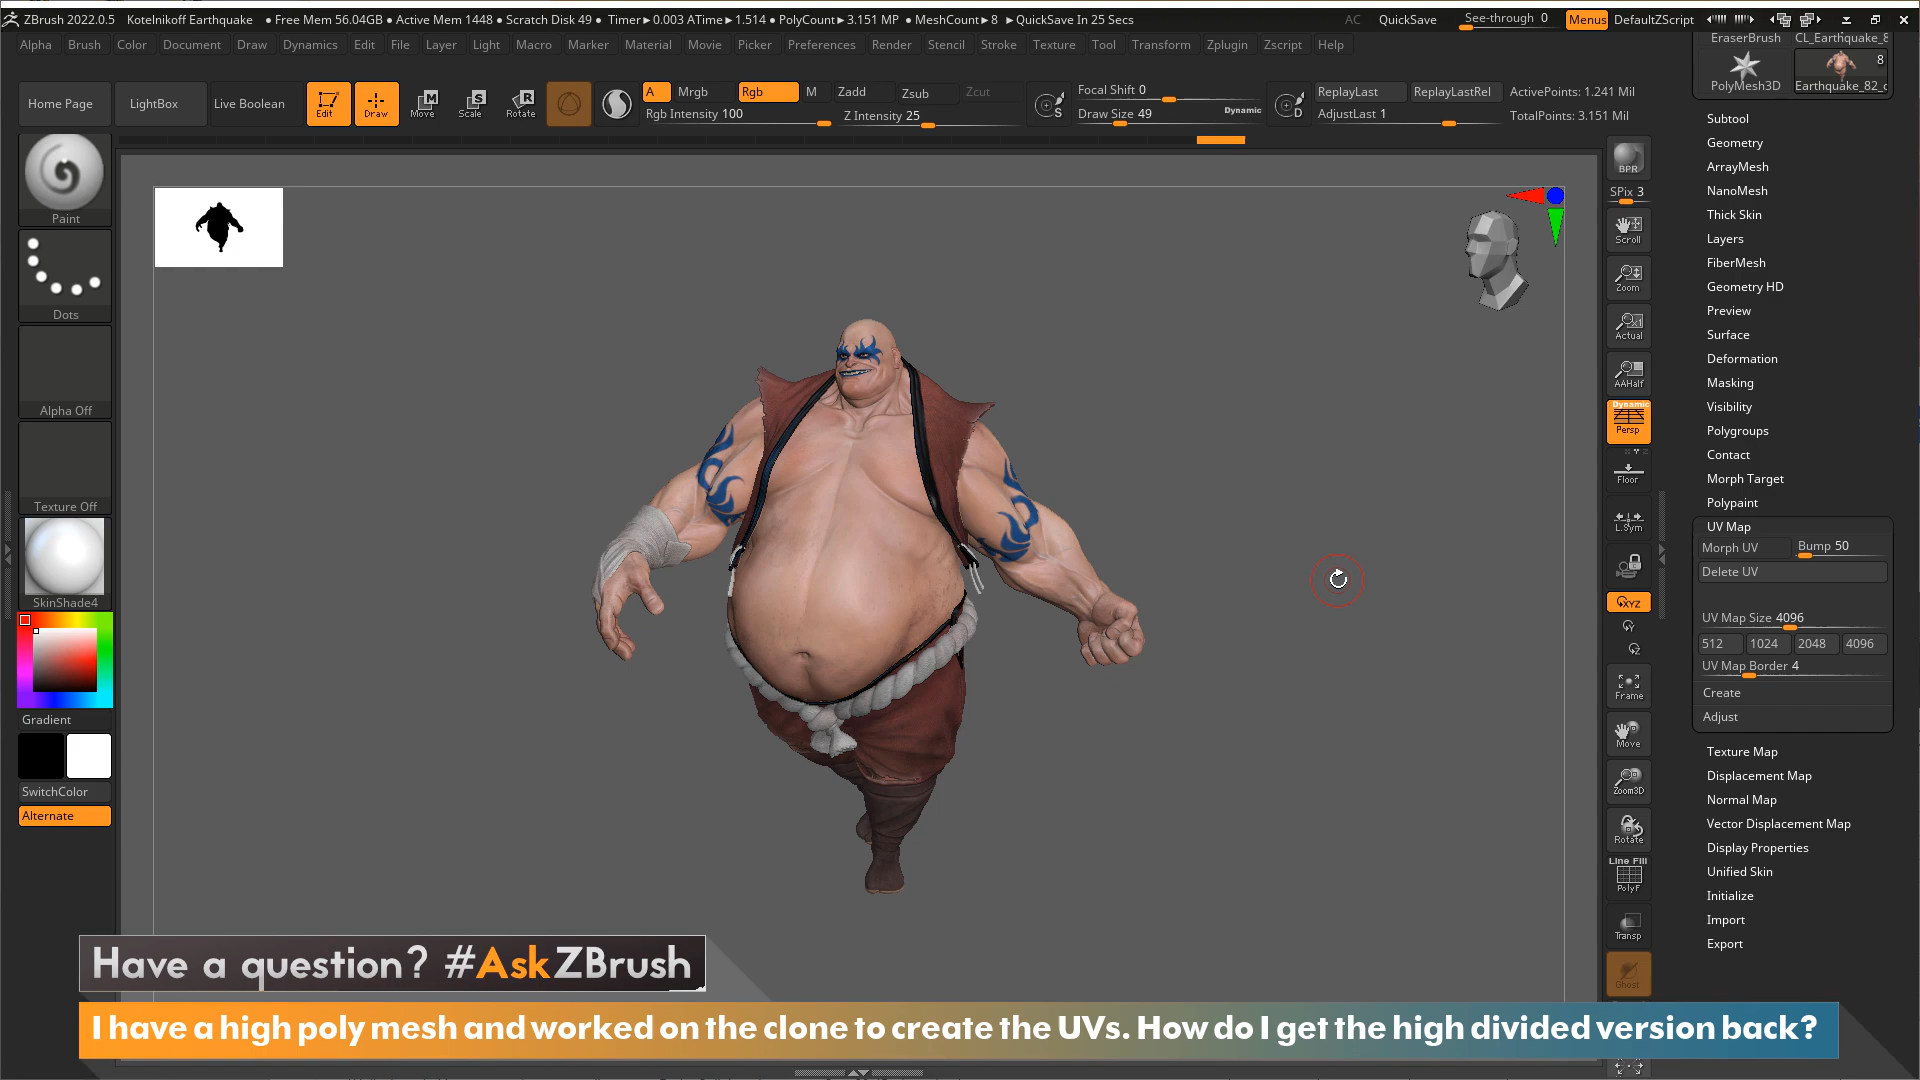 ZBrush 2022.0.5 Kotelnikoff Earthquake ● Free Mem 56.04GB ● Active Mem 1448 ● Scratch Disk 49 ● Timer►0.003 ATime►1.514 ● PolyCount►3.151 MP ● MeshCount►8 ►QuickSave In 25 Secs AC QuickSave See-through 0 Menus DefaultZScript
Alpha Brush Color Document Draw Dynamics Edit File Layer Light Macro Marker Material Movie Picker Preferences Render Stencil Stroke Texture Tool Transform Zplugin Zscript Help
Home Page LightBox Live Boolean Edit Draw Move Scale Rotate
A Mrgb Rgb M Zadd Zsub Zcut
Rgb Intensity 100 Z Intensity 25
S Focal Shift 0
Draw Size 49 Dynamic
D ReplayLast ReplayLastRel ActivePoints: 1.241 Mil
AdjustLast 1 TotalPoints: 3.151 Mil
Paint
Dots
Alpha Off
Texture Off
SkinShade4
Gradient
SwitchColor
Alternate
BPR
SPix 3
Scroll
Zoom
Actual
AAHalf
Dynamic
Persp
Floor
L.Sym
XYZ
Y
Z
Frame
Move
Zoom3D
Rotate
Line Fill
PolyF
Transp
Ghost
EraserBrush CL_Earthquake_8
8
PolyMesh3D Earthquake_82_c
Subtool
Geometry
ArrayMesh
NanoMesh
Thick Skin
Layers
FiberMesh
Geometry HD
Preview
Surface
Deformation
Masking
Visibility
Polygroups
Contact
Morph Target
Polypaint
UV Map
Morph UV Bump 50
Delete UV
UV Map Size 4096
512 1024 2048 4096
UV Map Border 4
Create
Adjust
Texture Map
Displacement Map
Normal Map
Vector Displacement Map
Display Properties
Unified Skin
Initialize
Import
Export
Have a question? #AskZBrush
I have a high poly mesh and worked on the clone to create the UVs. How do I get the high divided version back?